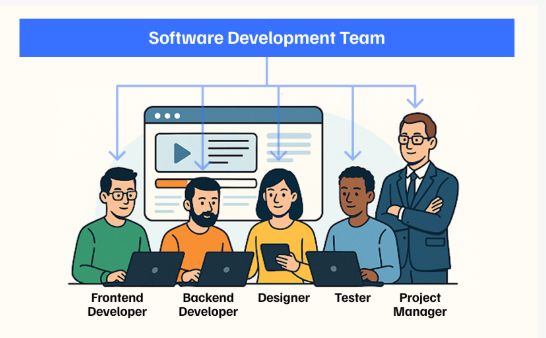 Software Development Team
Frontend
Developer
Backend
Developer
Designer
Tester
Project
Manager